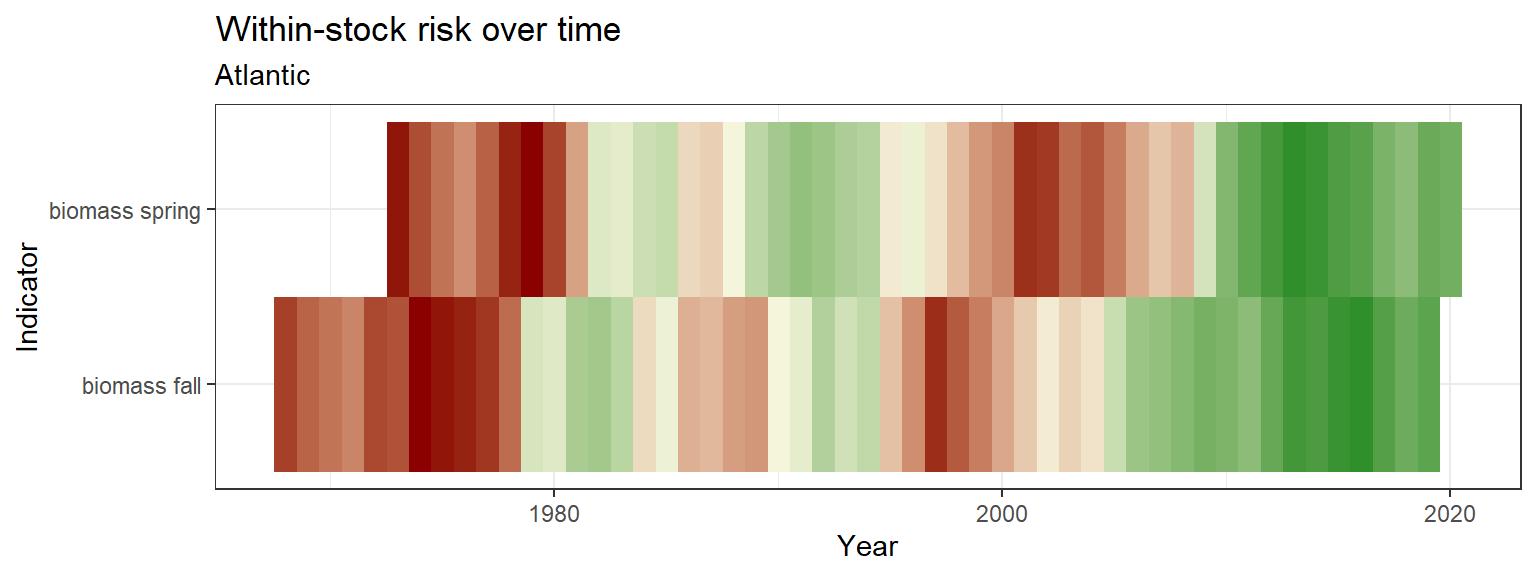 Within-stock risk over time
Atlantic
Indicator
biomass spring
biomass fall
1980 2000 2020
Year